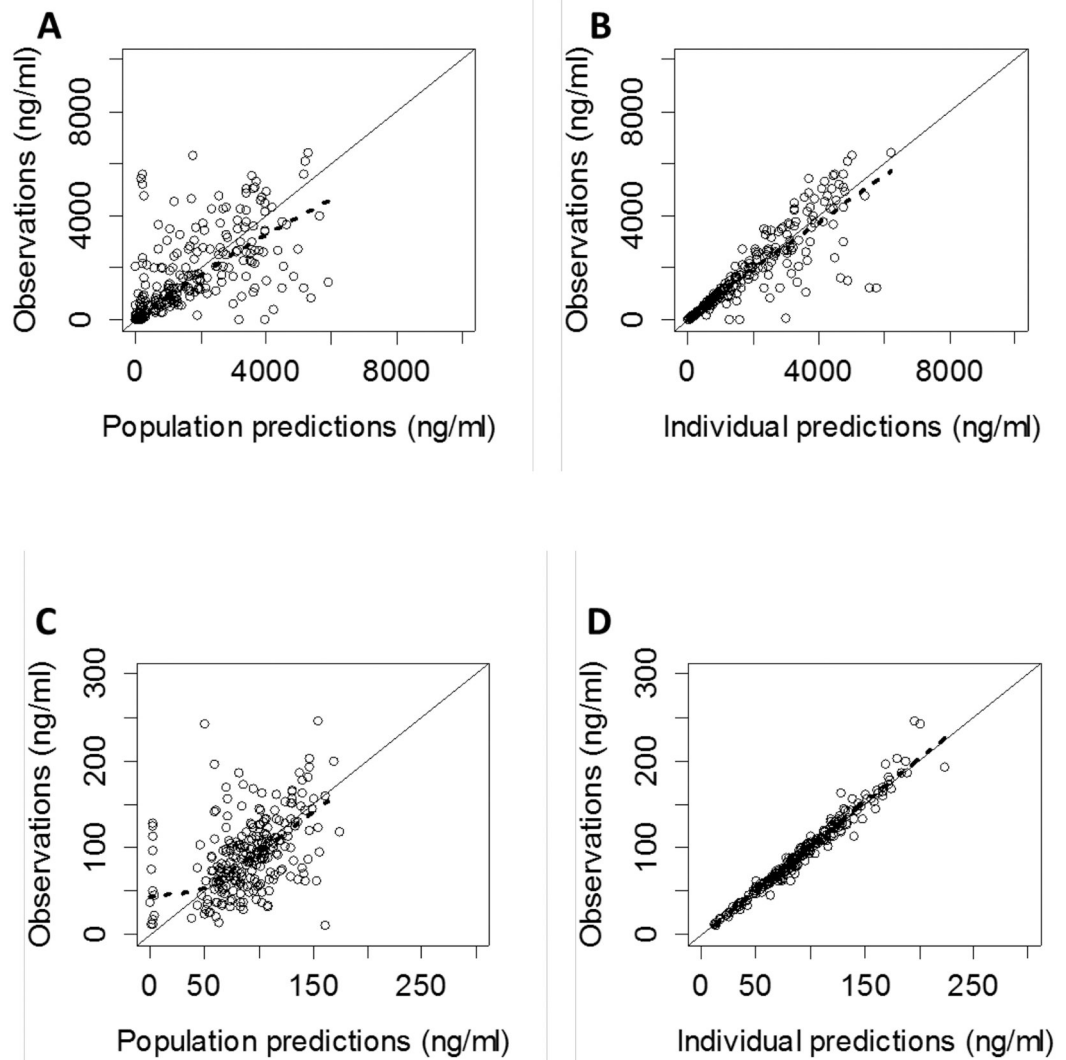 A
B
Observations (ng/ml)
0 4000 8000
0 4000 8000
Population predictions (ng/ml)
Observations (ng/ml)
0 4000 8000
0 4000 8000
Individual predictions (ng/ml)
C
D
Observations (ng/ml)
0 100 200 300
0 50 150 250
Population predictions (ng/ml)
Observations (ng/ml)
0 100 200 300
0 50 150 250
Individual predictions (ng/ml)